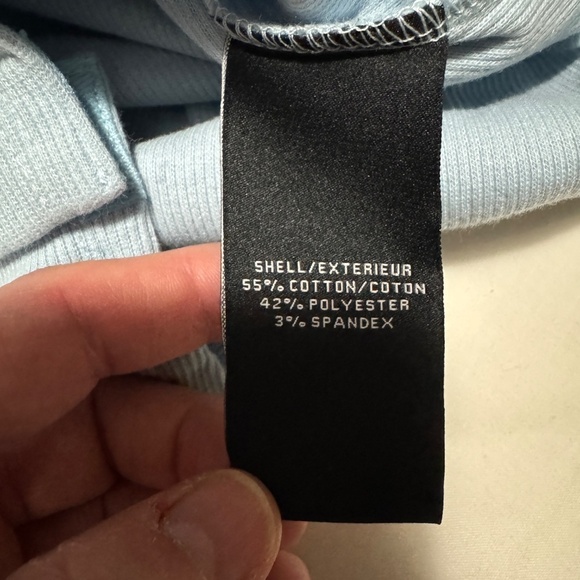 SHELL/EXTERIEUR
55% COTTON/COTON
42% POLYESTER
3% SPANDEX